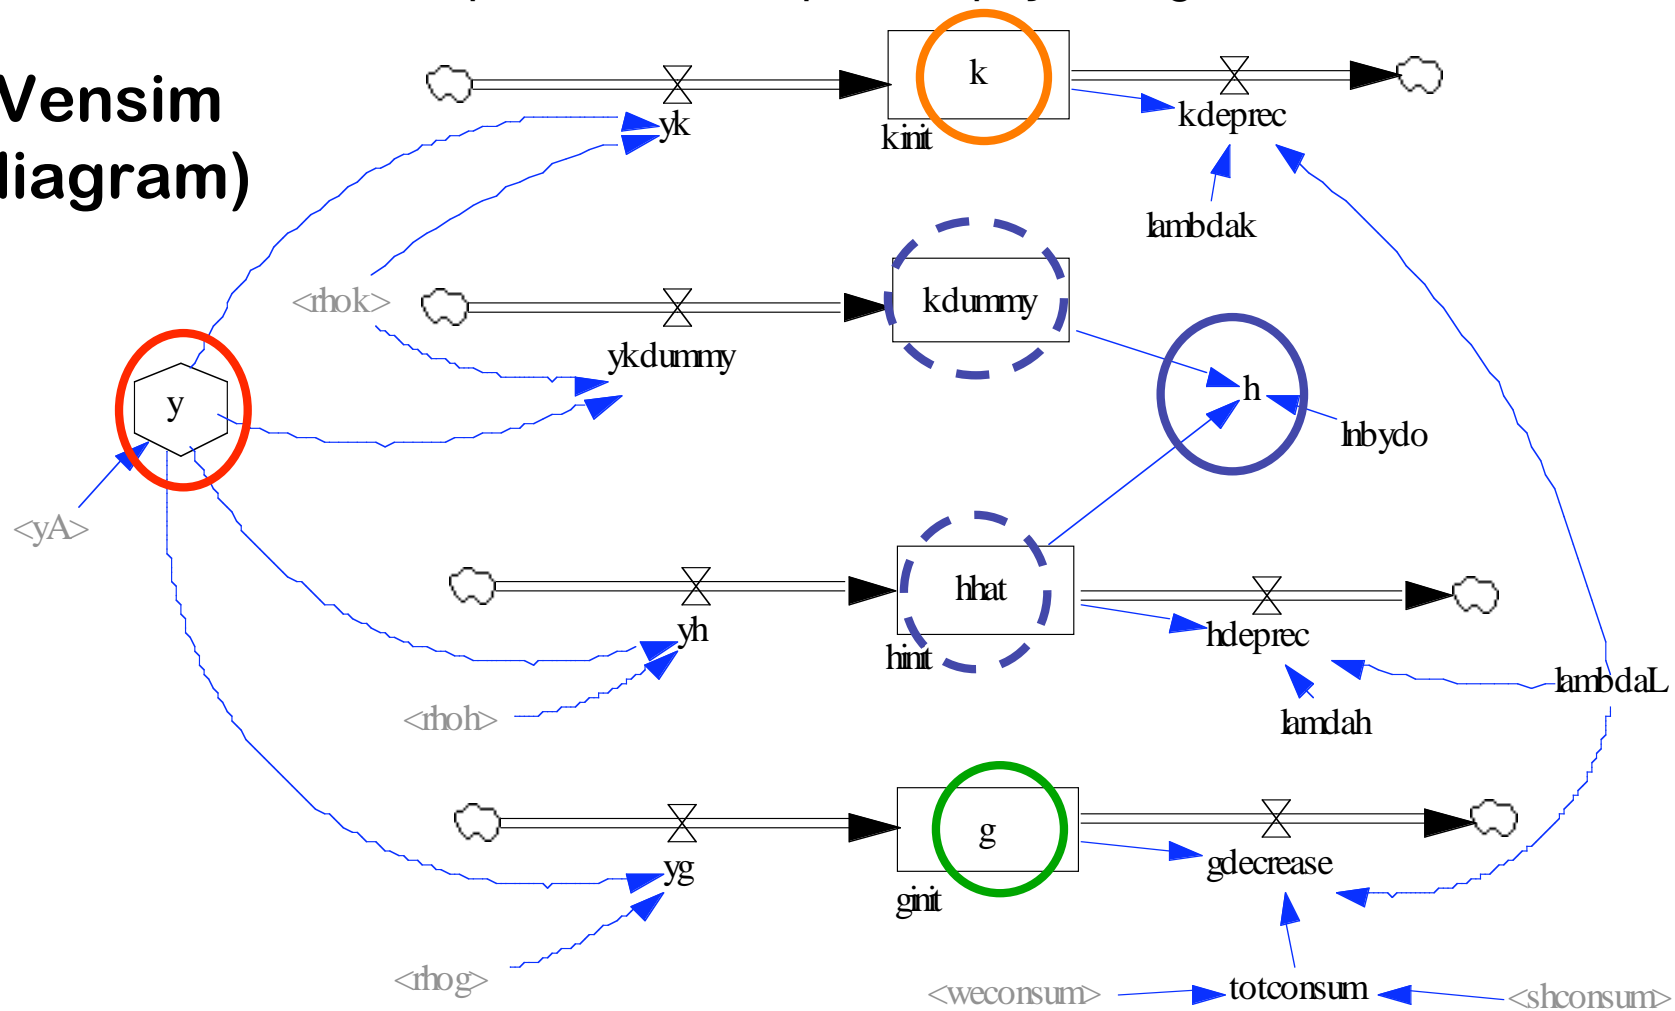 Vensim
diagram)
k
yk
kinit
kdeprec
lambdak
<rhok>
kdummy
ykdummy
y
h
lnbydo
<yA>
hhat
yh
hinit
hdeprec
lambdaL
<rhoh>
lamdah
g
yg
ginit
gdecrease
<rhog>
<weconsum>
totconsum
<shconsum>